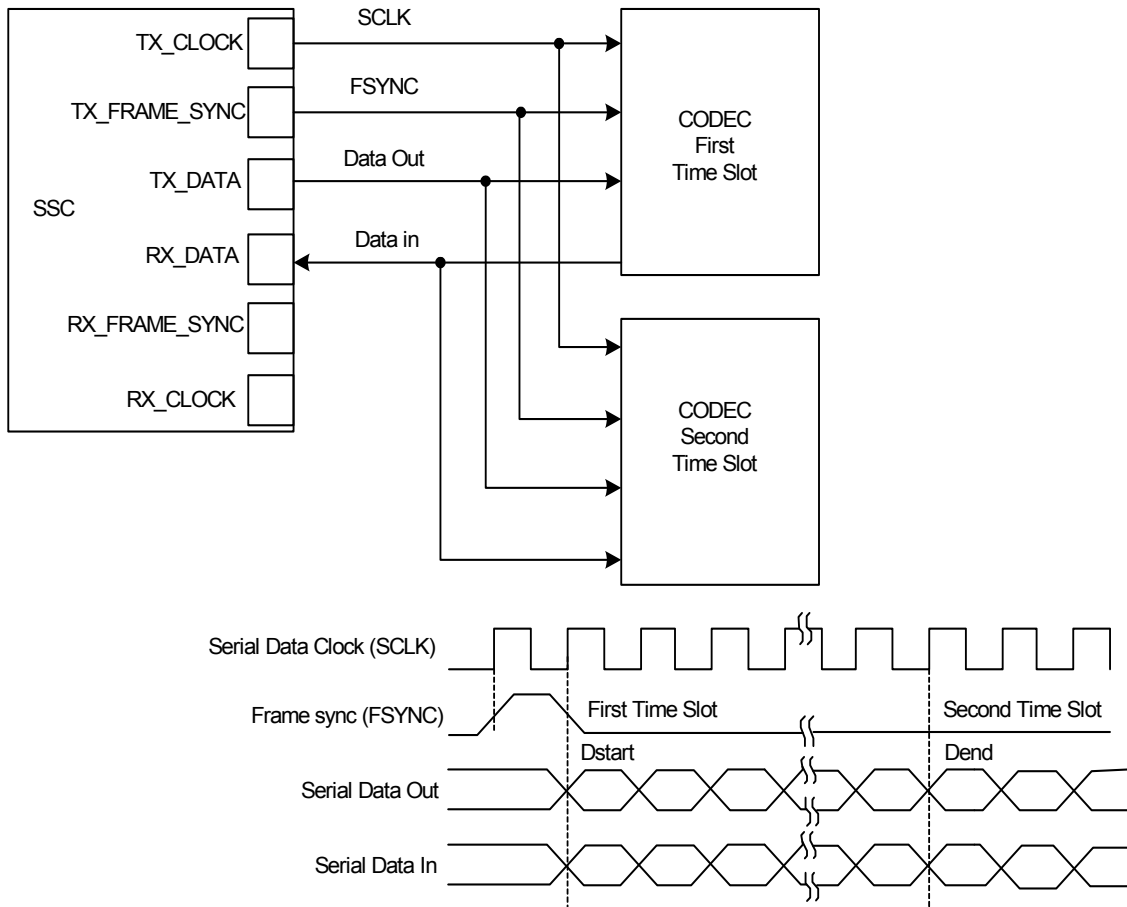 SCLK
TX_CLOCK
FSYNC
TX_FRAME_SYNC
CODEC
First
Time Slot
Data Out
TX_DATA
SSC
Data in
RX_DATA
RX_FRAME_SYNC
RX_CLOCK
CODEC
Second
Time Slot
Serial Data Clock (SCLK)
Frame sync (FSYNC)
First Time Slot
Second Time Slot
Dstart
Dend
Serial Data Out
Serial Data In